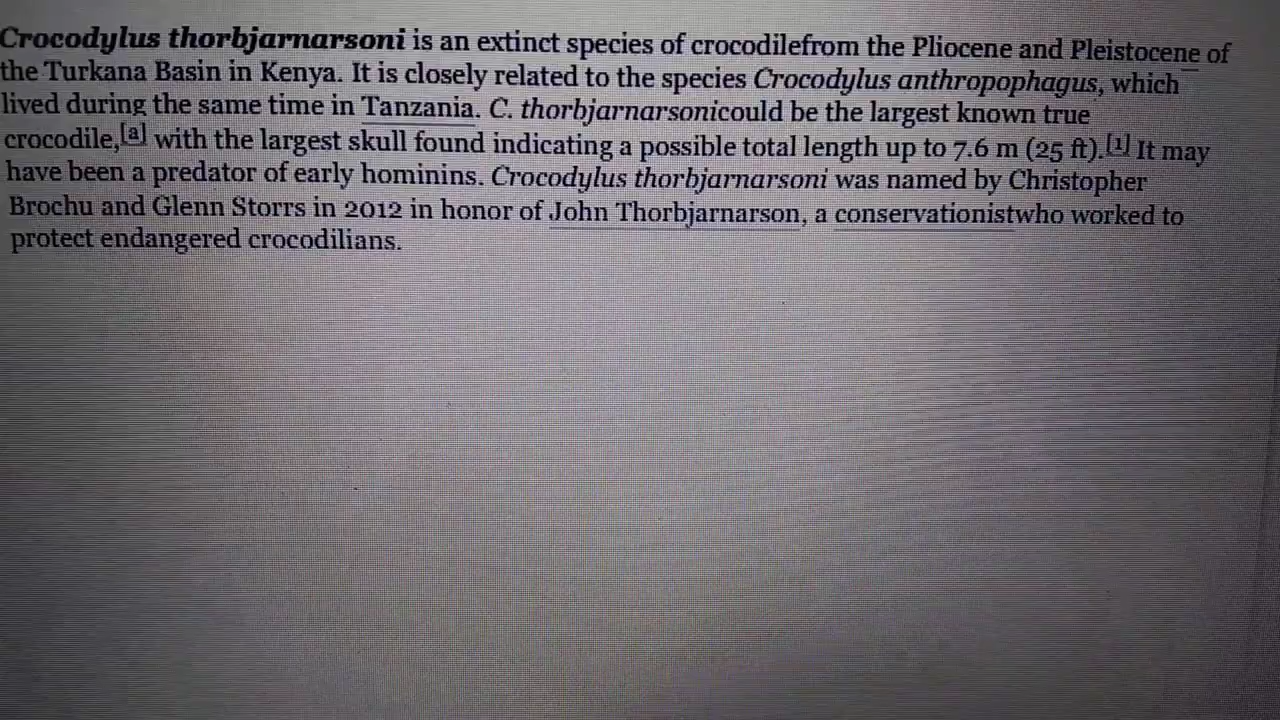 Crocodylus thorbjarnarsoni is an extinct species of crocodilefrom the Pliocene and Pleistocene of
the Turkana Basin in Kenya. It is closely related to the species Crocodylus anthropophagus, which
lived during the same time in Tanzania. C. thorbjarnarsonicould be the largest known true
crocodile,[a] with the largest skull found indicating a possible total length up to 7.6 m (25 ft).[1] It may
have been a predator of early hominins. Crocodylus thorbjarnarsoni was named by Christopher
Brochu and Glenn Storrs in 2012 in honor of John Thorbjarnarson, a conservationistwho worked to
protect endangered crocodilians.